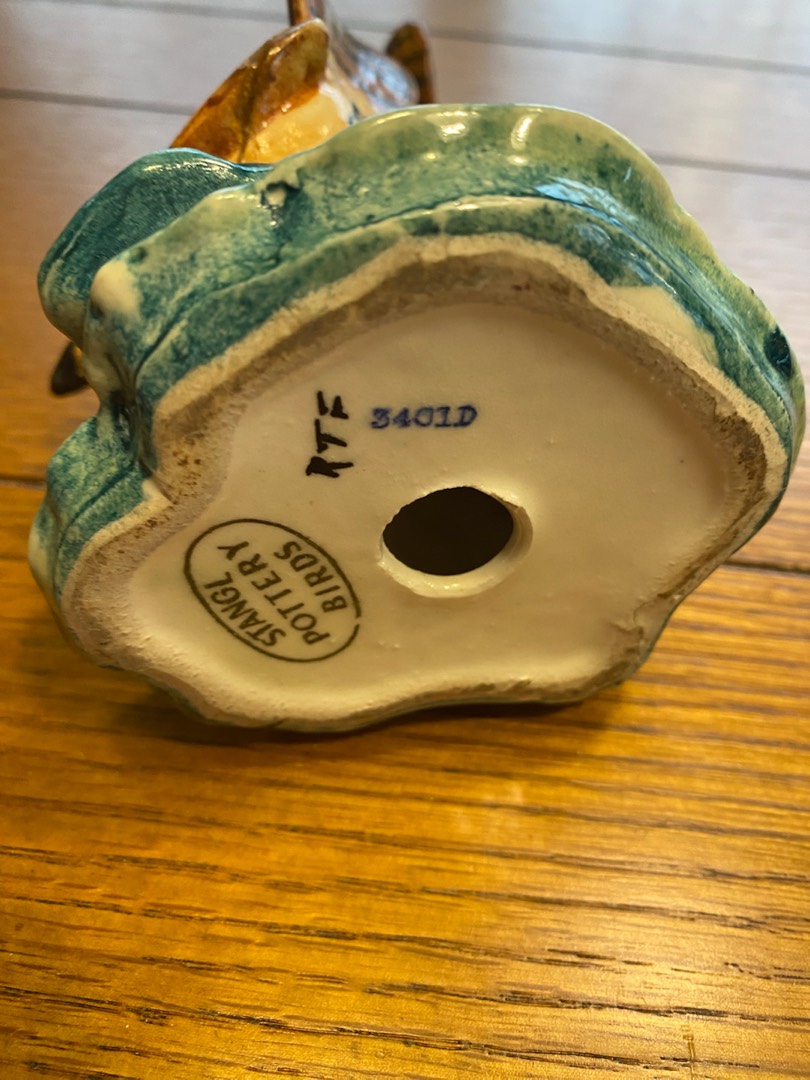 3401D
RTF
STANGL
POTTERY
BIRDS